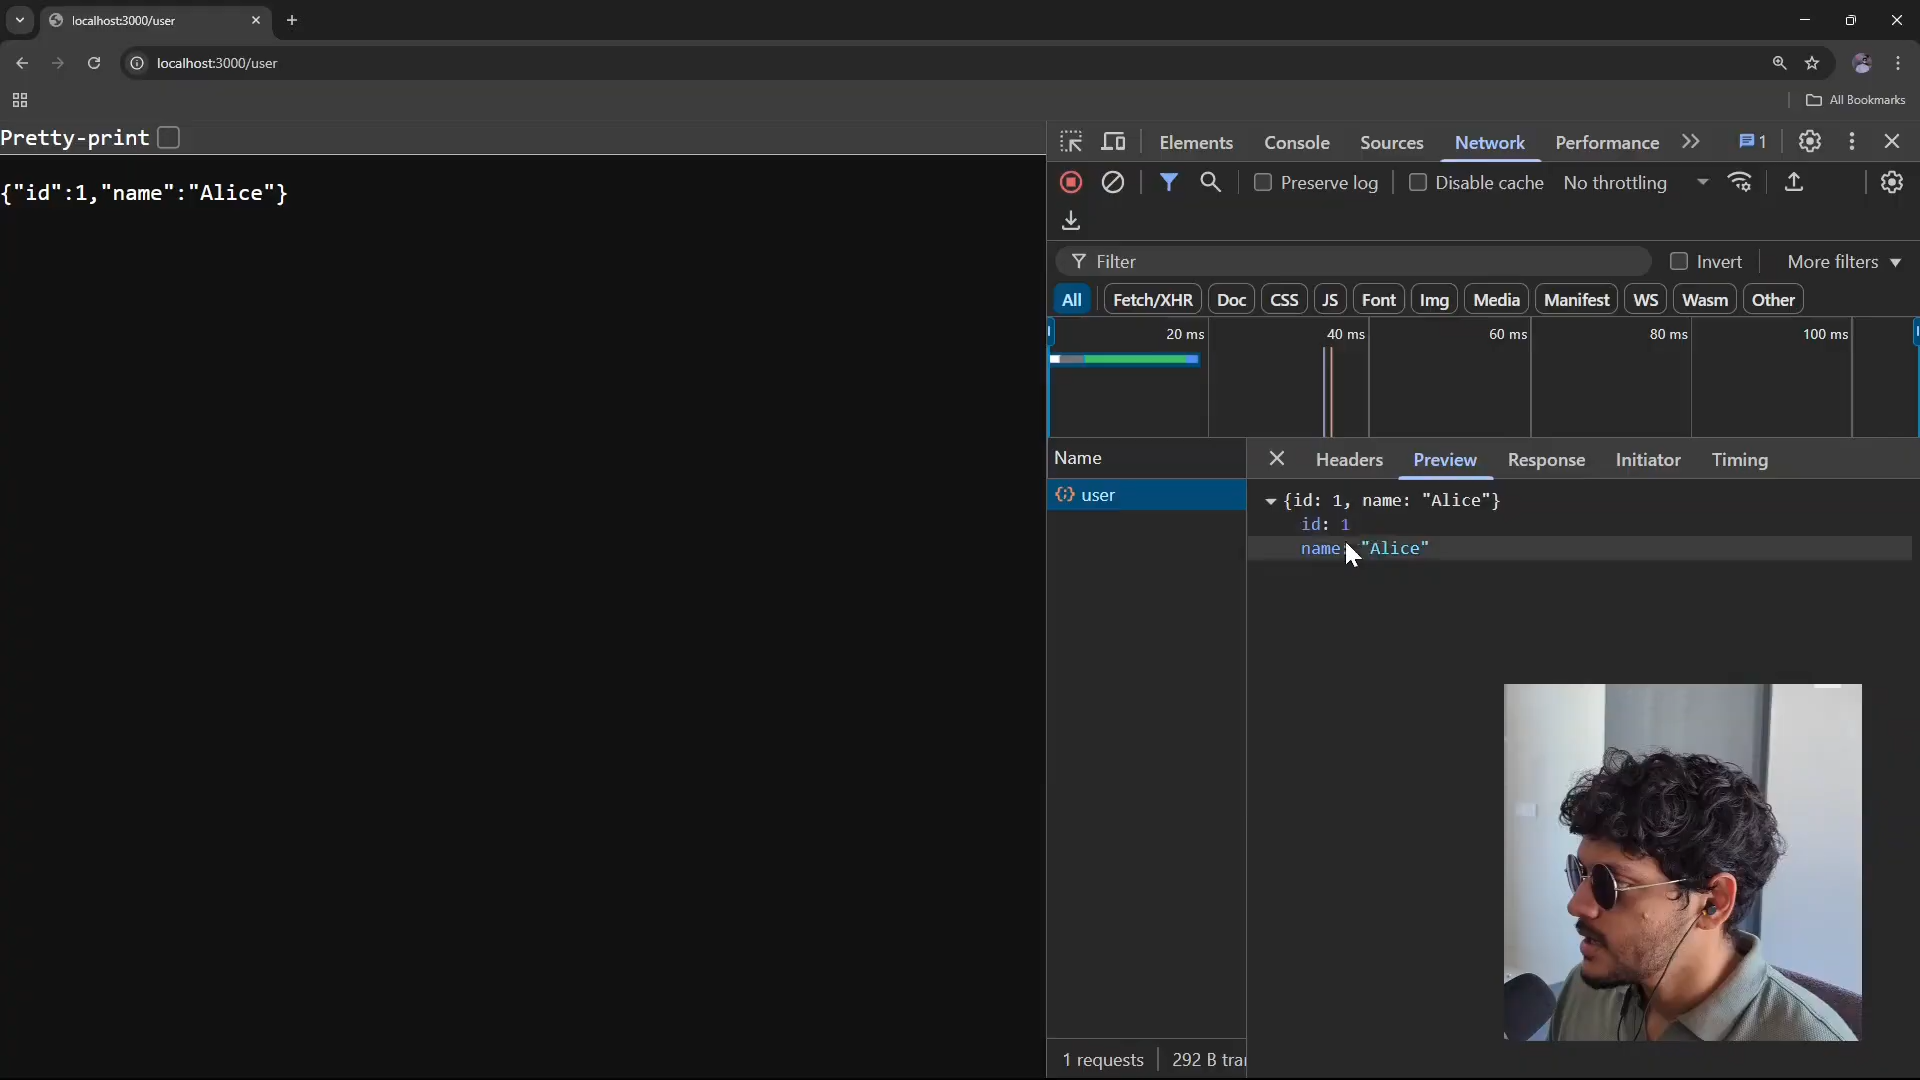 localhost:3000/user
localhost:3000/user
All Bookmarks
Pretty-print
{"id":1,"name":"Alice"}
Elements Console Sources Network Performance 1
Preserve log Disable cache No throttling
Filter Invert More filters
All Fetch/XHR Doc CSS JS Font Img Media Manifest WS Wasm Other
20 ms 40 ms 60 ms 80 ms 100 ms
Name Headers Preview Response Initiator Timing
user
{id: 1, name: "Alice"}
id: 1
name: "Alice"
1 requests 292 B tra